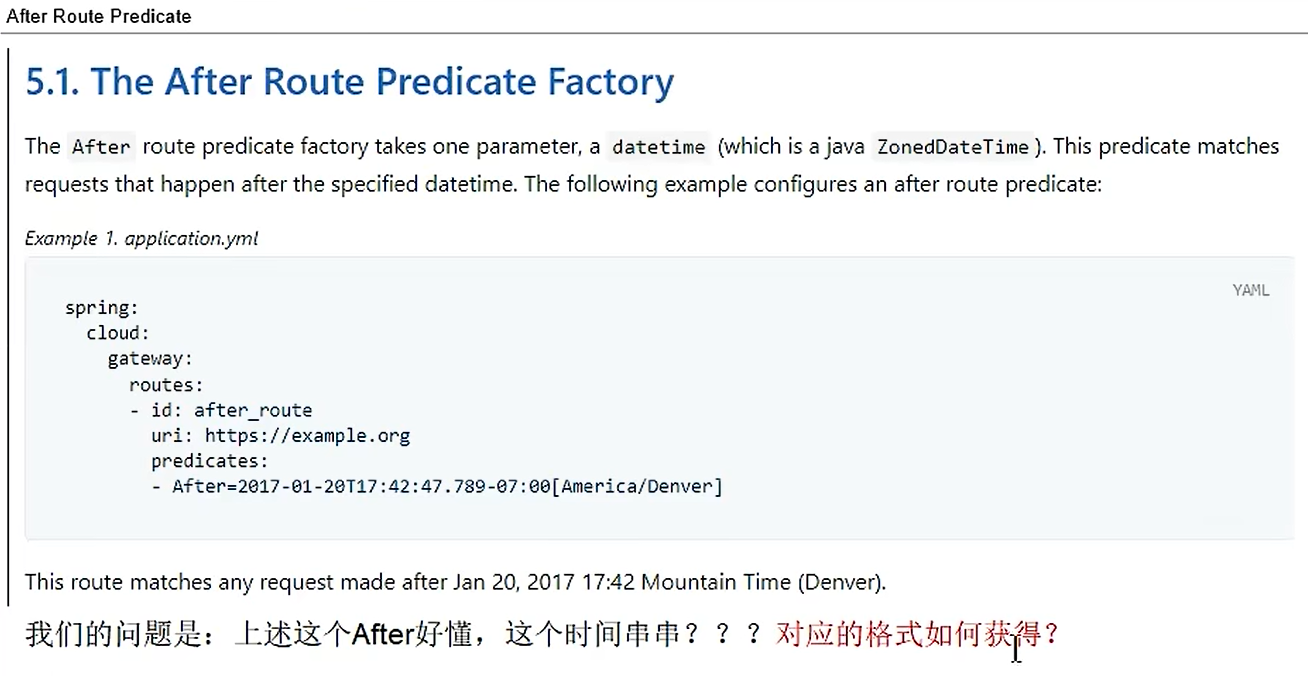 After Route Predicate
5.1. The After Route Predicate Factory
The After route predicate factory takes one parameter, a datetime (which is a java ZonedDateTime). This predicate matches
requests that happen after the specified datetime. The following example configures an after route predicate:
Example 1. application.yml
YAML
spring:
  cloud:
    gateway:
      routes:
      - id: after_route
        uri: https://example.org
        predicates:
        - After=2017-01-20T17:42:47.789-07:00[America/Denver]
This route matches any request made after Jan 20, 2017 17:42 Mountain Time (Denver).
我们的问题是：上述这个After好懂，这个时间串串？？？对应的格式如何获得？